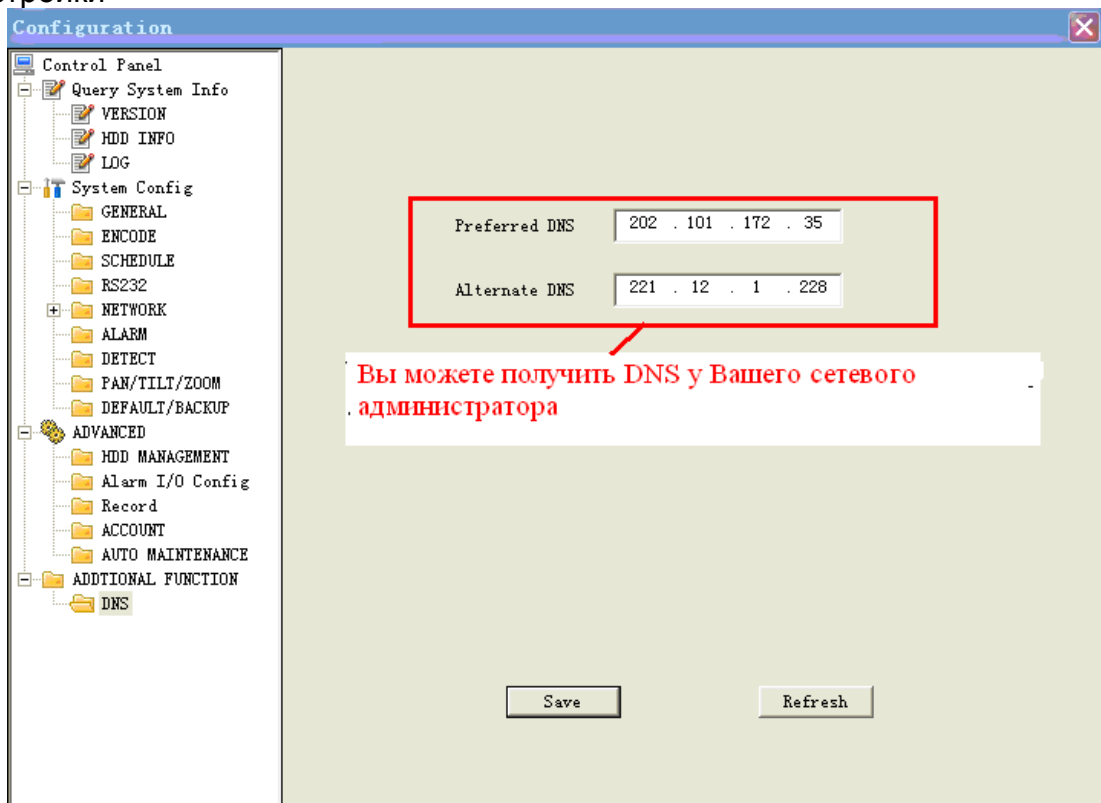 Configuration
Control Panel
Query System Info
VERSION
HDD INFO
LOG
System Config
GENERAL
ENCODE
SCHEDULE
RS232
NETWORK
ALARM
DETECT
PAN/TILT/ZOOM
DEFAULT/BACKUP
ADVANCED
HDD MANAGEMENT
Alarm I/O Config
Record
ACCOUNT
AUTO MAINTENANCE
ADDTIONAL FUNCTION
DNS
Preferred DNS 202 . 101 . 172 . 35
Alternate DNS 221 . 12 . 1 . 228
Вы можете получить DNS у Вашего сетевого
администратора
Save Refresh